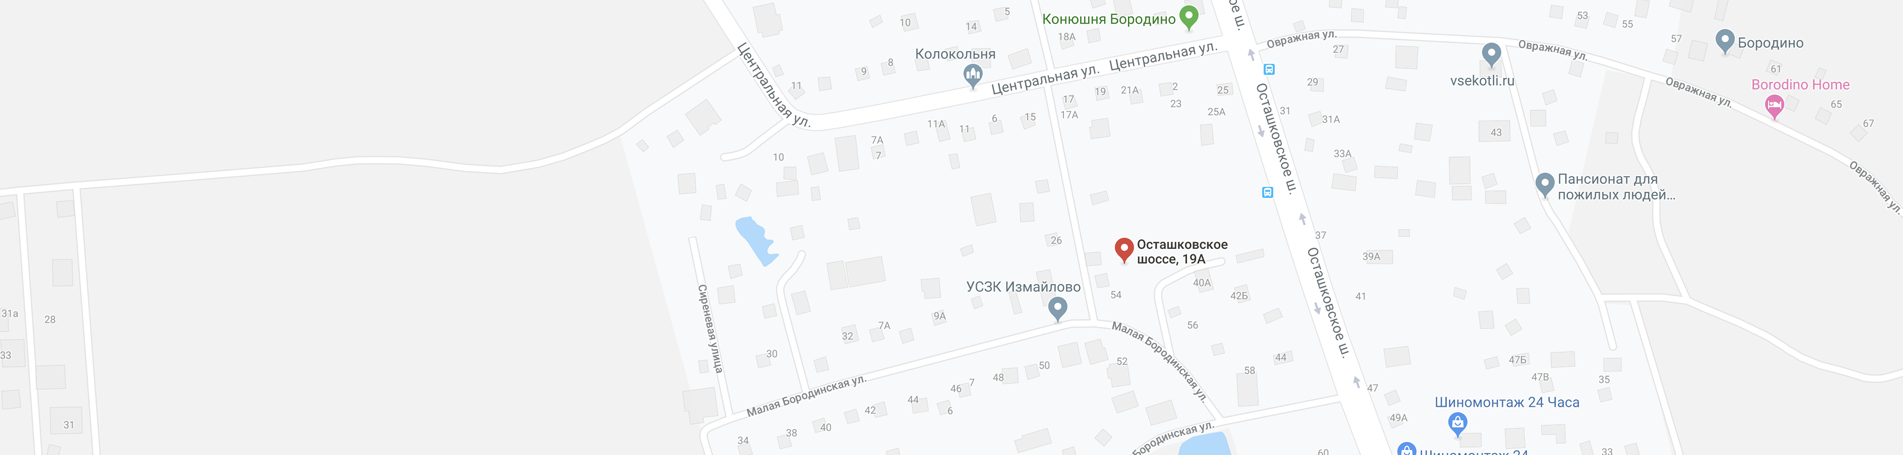 Конюшня Бородино
ое ш.
10
14
18А
Колокольня
Центральная ул.
Центральная ул.
Центральная ул.
Овражная ул.
Овражная ул.
Овражная ул.
Овражная ул.
53
55
57
Бородино
vsekotli.ru
61
Borodino Home
65
67
27
29
31
31А
33А
43
11
9
8
11А
11
6
15
17
17А
19
21А
2
23
25
25А
7А
7
10
Осташковское ш.
Пансионат для
пожилых людей...
26
Осташковское
шоссе, 19А
37
39А
Осташковское ш.
41
УСЗК Измайлово
54
40А
42Б
56
Сиреневая улица
31а
28
33
31
9А
7А
32
30
Малая Бородинская ул.
Малая Бородинская ул.
50
48
7
46
6
44
42
40
38
34
52
58
44
47
47Б
47В
35
49А
Шиномонтаж 24 Часа
33
Бородинская ул.
60
Шиномонтаж 24